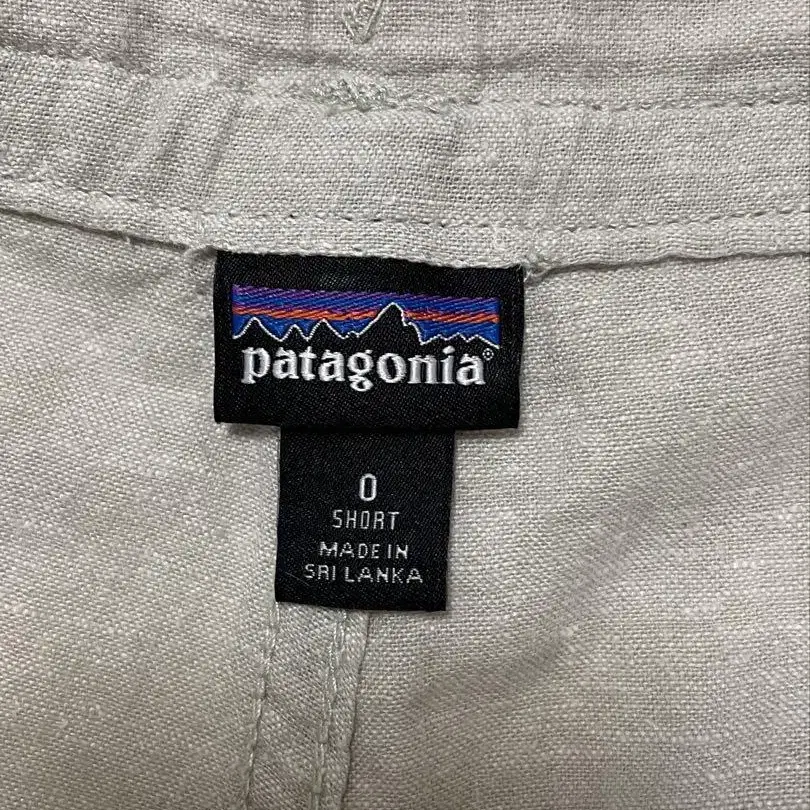 patagonia®
0
SHORT
MADE IN
SRI LANKA